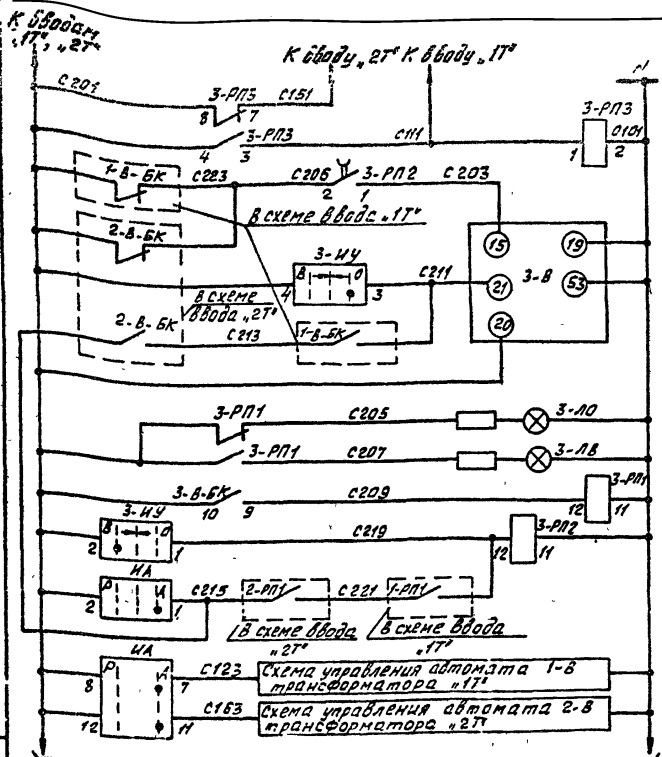 К вводам
„1Т", „2Т"
К вводу „2Т" К вводу „1Т"
С201
3-РП3
С151
8 7
3-РП3
4 3
С111
3-РП3
1 2
0101
1-В-БК
С223
С206
2 1
3-РП2
С203
В схеме ввода „1Т"
2-В-БК
15
19
3-В
21
53
20
3-ИУ
В О
4 3
С211
В схеме
ввода „2Т"
2-В-БК
С213
1-В-БК
3-РП1
С205
3-ЛО
3-РП1
С207
3-ЛВ
3-В-БК
10 9
С209
3-РП1
12 11
3-ИУ
В О
2 1
С219
3-РП2
12 11
ИА
Р И
2 1
С215
2-РП1
С221
1-РП1
В схеме ввода
„2Т"
В схеме ввода
„1Т"
ИА
Р И
8 7
С123
Схема управления автомата 1-В
трансформатора „1Т"
12 11
С163
Схема управления автомата 2-В
трансформатора „2Т"